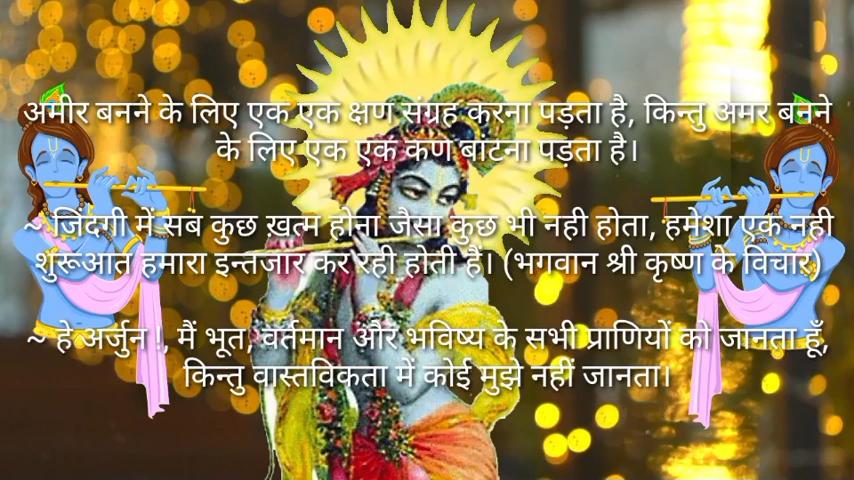 अमीर बनने के लिए एक एक क्षण संग्रह करना पड़ता है, किन्तु अमर बनने
के लिए एक एक कण बाटना पड़ता है।
~ जिंदगी में सब कुछ ख़त्म होना जैसा कुछ भी नही होता, हमेशा एक नही
शुरूआत हमारा इन्तजार कर रही होती हैं। (भगवान श्री कृष्ण के विचार)
~ हे अर्जुन !, मैं भूत, वर्तमान और भविष्य के सभी प्राणियों को जानता हूँ,
किन्तु वास्तविकता में कोई मुझे नहीं जानता।